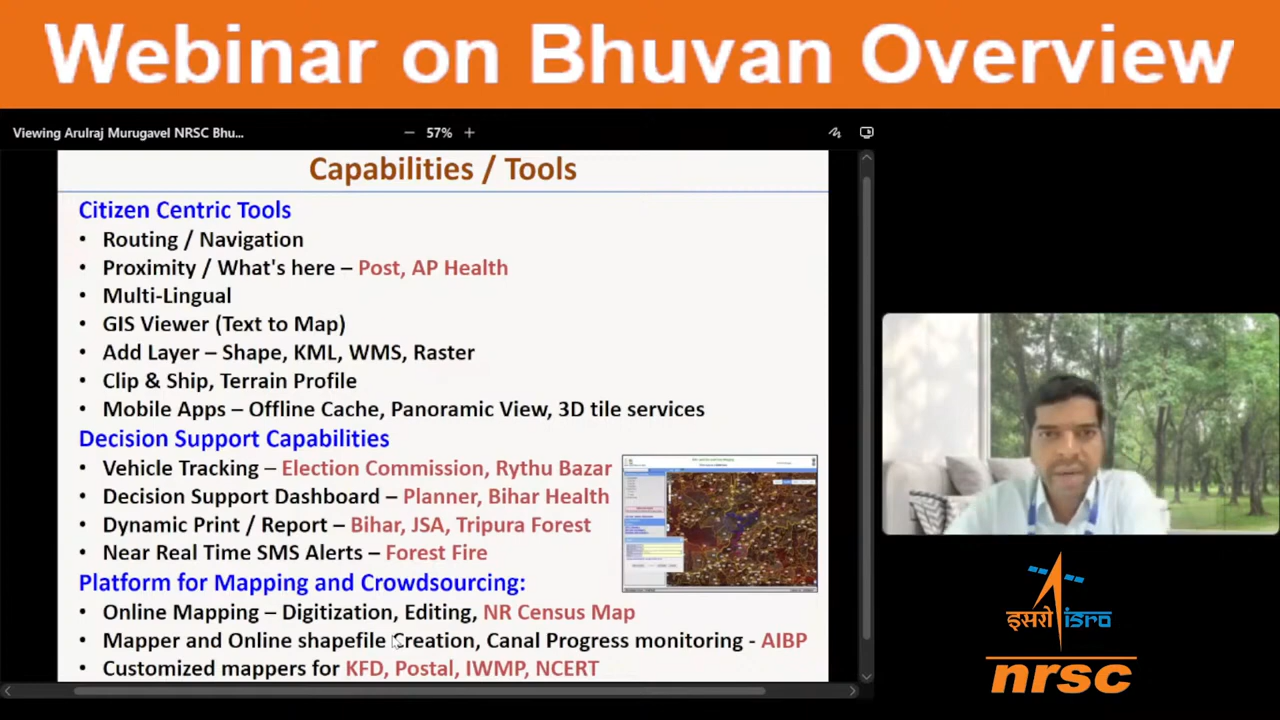 Webinar on Bhuvan Overview
Viewing Arulraj Murugavel NRSC Bhu...
57%
Capabilities / Tools
Citizen Centric Tools
• Routing / Navigation
• Proximity / What's here – Post, AP Health
• Multi-Lingual
• GIS Viewer (Text to Map)
• Add Layer – Shape, KML, WMS, Raster
• Clip & Ship, Terrain Profile
• Mobile Apps – Offline Cache, Panoramic View, 3D tile services
Decision Support Capabilities
• Vehicle Tracking – Election Commission, Rythu Bazar
• Decision Support Dashboard – Planner, Bihar Health
• Dynamic Print / Report – Bihar, JSA, Tripura Forest
• Near Real Time SMS Alerts – Forest Fire
Platform for Mapping and Crowdsourcing:
• Online Mapping – Digitization, Editing, NR Census Map
• Mapper and Online shapefile Creation, Canal Progress monitoring - AIBP
• Customized mappers for KFD, Postal, IWMP, NCERT
इसरो isro
nrsc